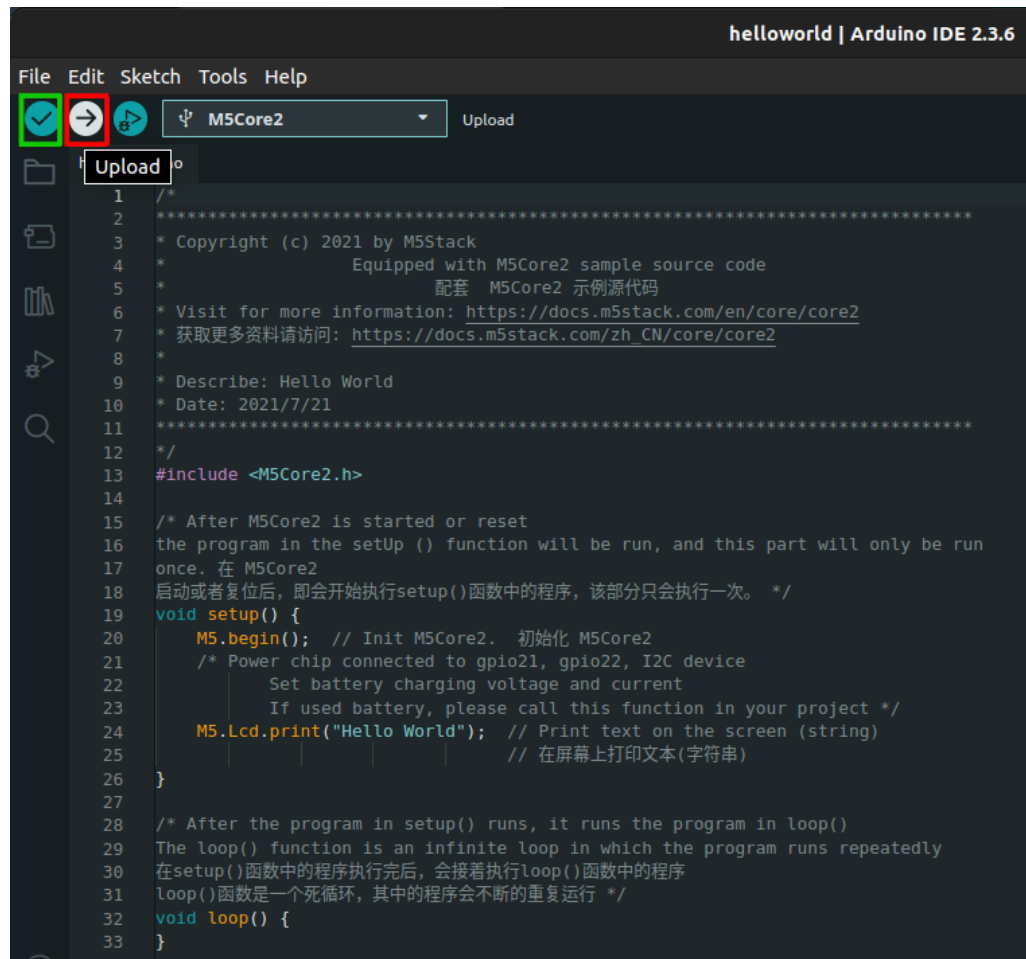 helloworld | Arduino IDE 2.3.6
File Edit Sketch Tools Help
M5Core2 Upload
Upload
1 /*
2 *******************************************************************************
3 * Copyright (c) 2021 by M5Stack
4 *                  Equipped with M5Core2 sample source code
5 *                          配套  M5Core2 示例源代码
6 * Visit for more information: https://docs.m5stack.com/en/core/core2
7 * 获取更多资料请访问: https://docs.m5stack.com/zh_CN/core/core2
8 *
9 * Describe: Hello World
10 * Date: 2021/7/21
11 *******************************************************************************
12 */
13 #include <M5Core2.h>
14
15 /* After M5Core2 is started or reset
16 the program in the setUp () function will be run, and this part will only be run
17 once. 在 M5Core2
18 启动或者复位后，即会开始执行setup()函数中的程序，该部分只会执行一次。 */
19 void setup() {
20     M5.begin();  // Init M5Core2.  初始化 M5Core2
21     /* Power chip connected to gpio21, gpio22, I2C device
22            Set battery charging voltage and current
23            If used battery, please call this function in your project */
24     M5.Lcd.print("Hello World");  // Print text on the screen (string)
25                                   // 在屏幕上打印文本(字符串)
26 }
27
28 /* After the program in setup() runs, it runs the program in loop()
29 The loop() function is an infinite loop in which the program runs repeatedly
30 在setup()函数中的程序执行完后，会接着执行loop()函数中的程序
31 loop()函数是一个死循环，其中的程序会不断的重复运行 */
32 void loop() {
33 }